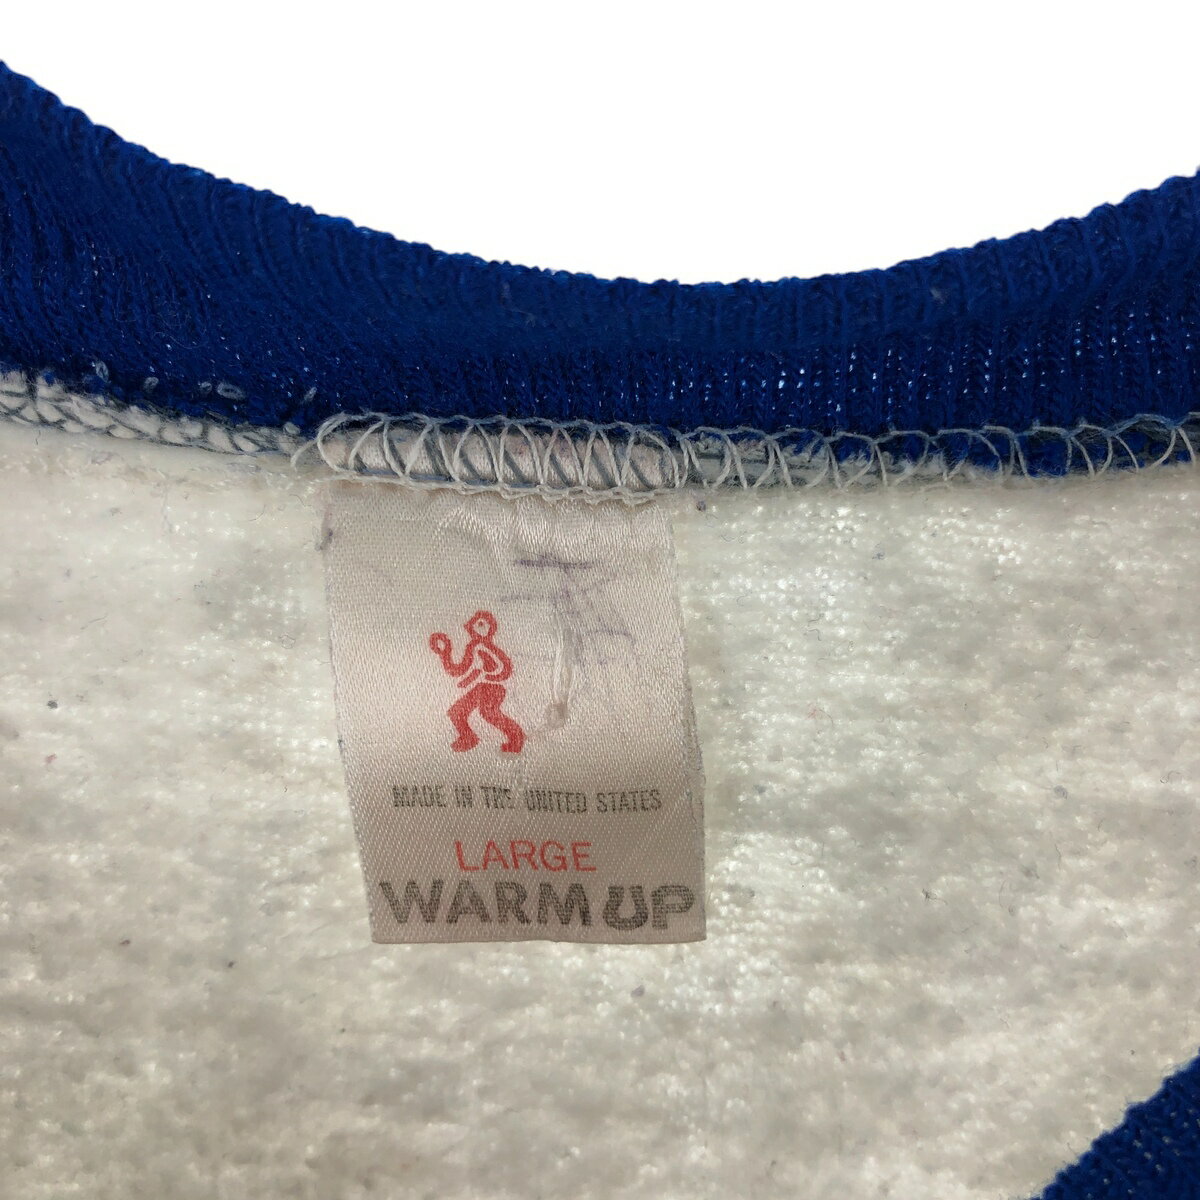 MADE IN THE UNITED STATES
LARGE
WARM UP